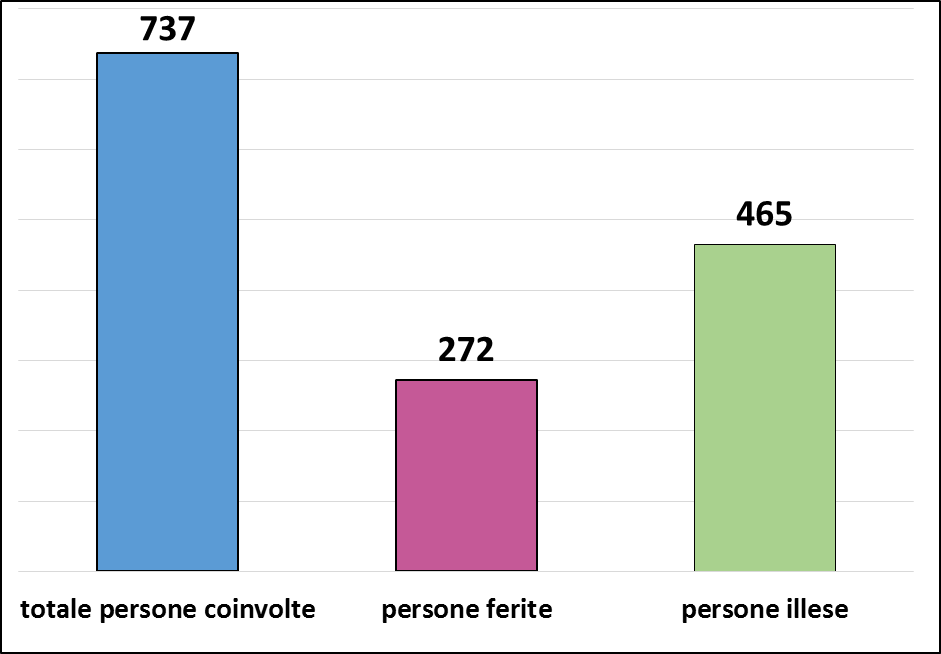 737
465
272
totale persone coinvolte
persone ferite
persone illese